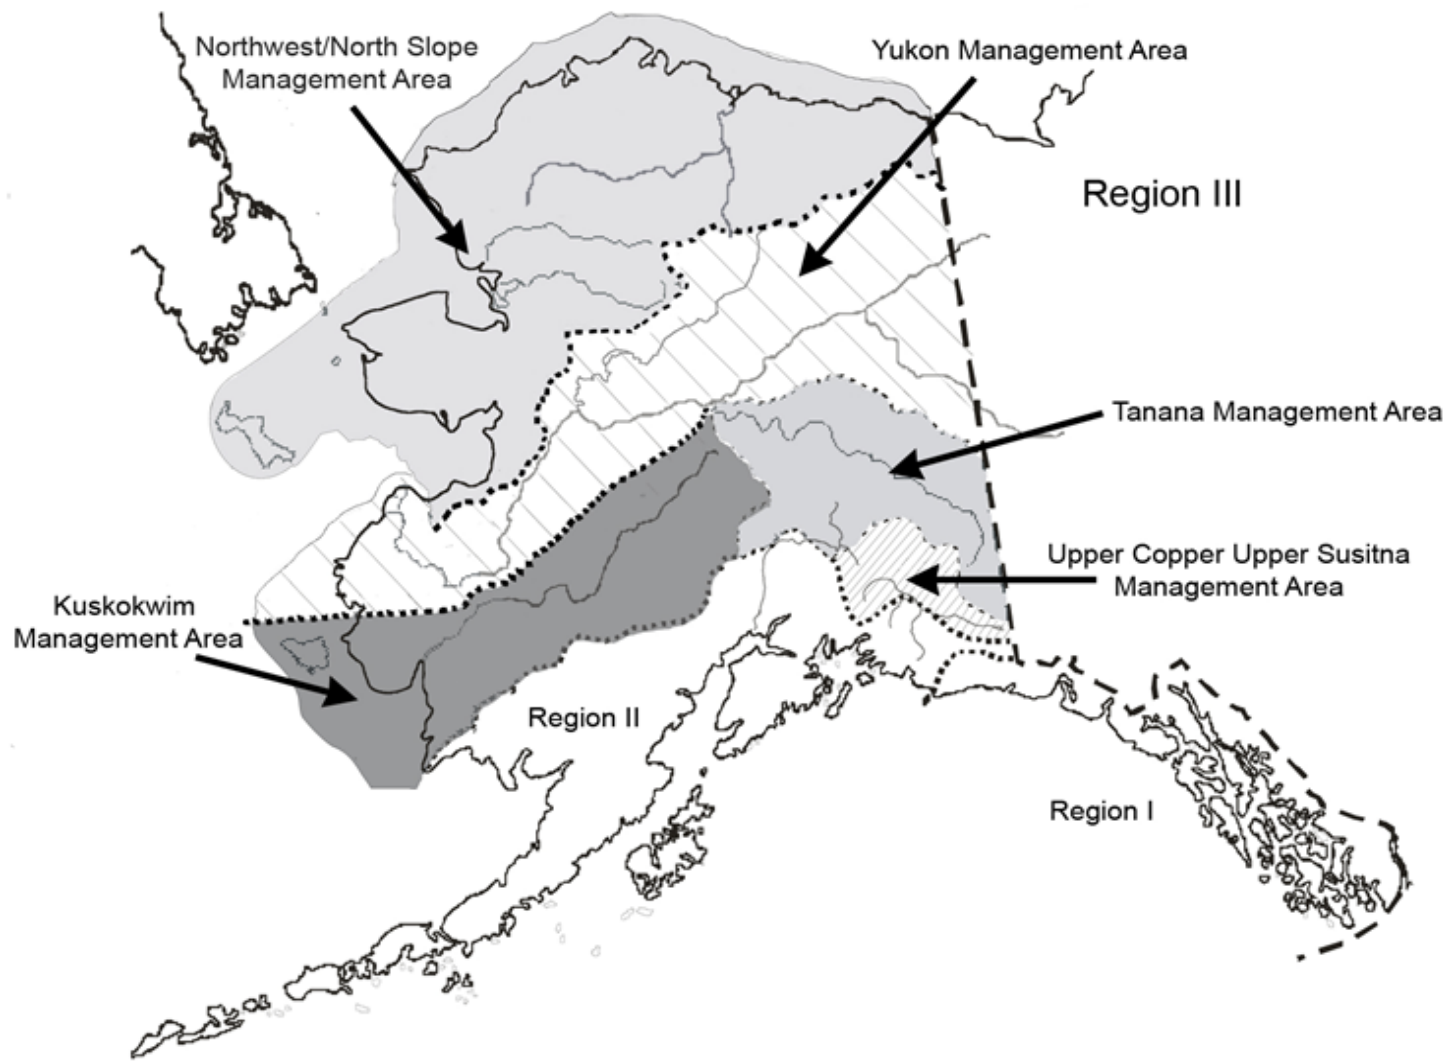 Northwest/North Slope
Management Area
Yukon Management Area
Region III
Tanana Management Area
Upper Copper Upper Susitna
Management Area
Kuskokwim
Management Area
Region II
Region I